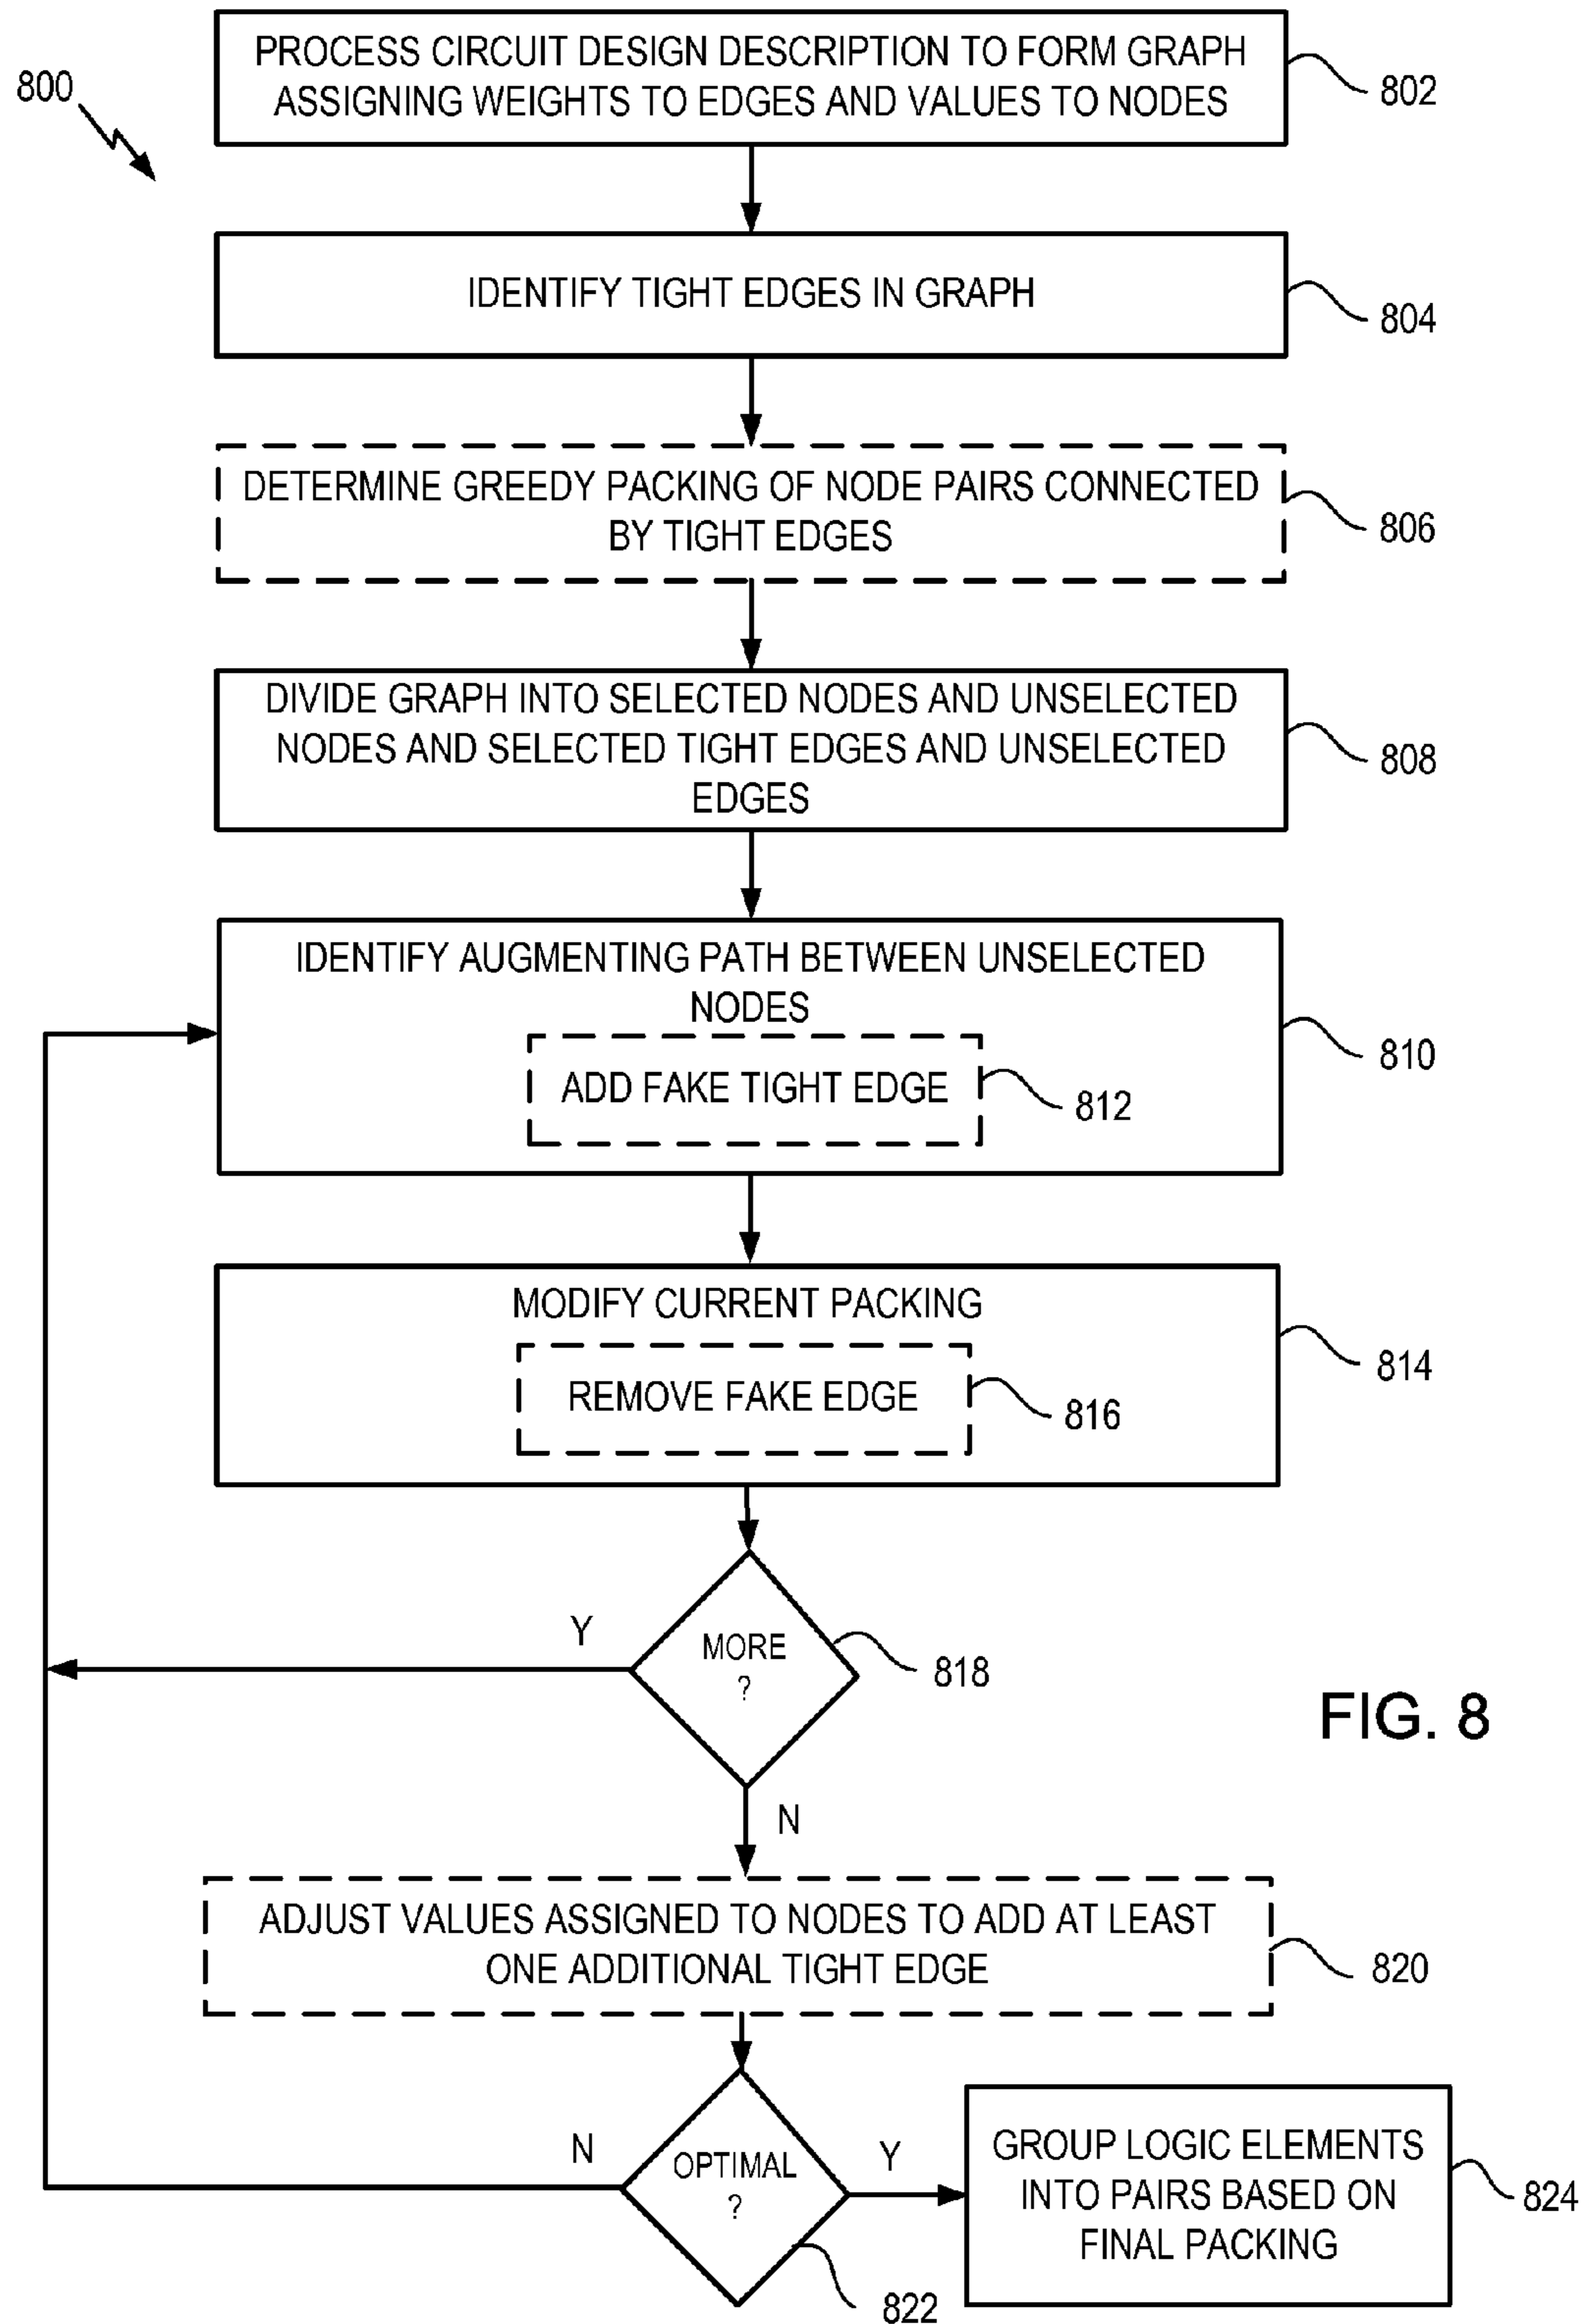 800
PROCESS CIRCUIT DESIGN DESCRIPTION TO FORM GRAPH
ASSIGNING WEIGHTS TO EDGES AND VALUES TO NODES
802
IDENTIFY TIGHT EDGES IN GRAPH
804
DETERMINE GREEDY PACKING OF NODE PAIRS CONNECTED
BY TIGHT EDGES
806
DIVIDE GRAPH INTO SELECTED NODES AND UNSELECTED
NODES AND SELECTED TIGHT EDGES AND UNSELECTED
EDGES
808
IDENTIFY AUGMENTING PATH BETWEEN UNSELECTED
NODES
810
ADD FAKE TIGHT EDGE
812
MODIFY CURRENT PACKING
814
REMOVE FAKE EDGE
816
Y
MORE
?
818
FIG. 8
N
ADJUST VALUES ASSIGNED TO NODES TO ADD AT LEAST
ONE ADDITIONAL TIGHT EDGE
820
N
OPTIMAL
?
Y
822
GROUP LOGIC ELEMENTS
INTO PAIRS BASED ON
FINAL PACKING
824